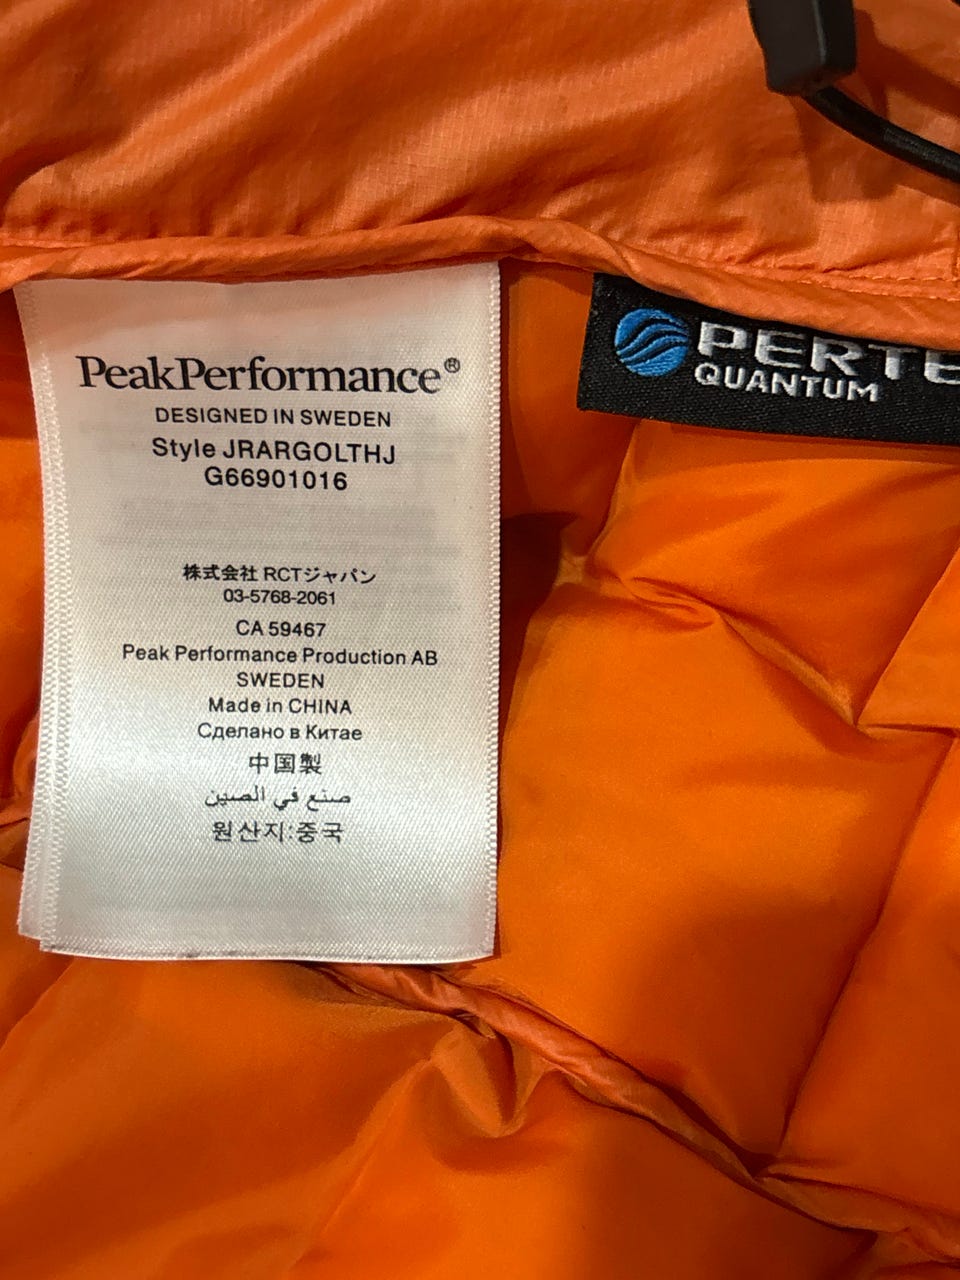 PeakPerformance®
DESIGNED IN SWEDEN
Style JRARGOLTHJ
G66901016
株式会社 RCTジャパン
03-5768-2061
CA 59467
Peak Performance Production AB
SWEDEN
Made in CHINA
Сделано в Китае
中国製
صنع في الصين
원산지:중국
PERTE
QUANTUM